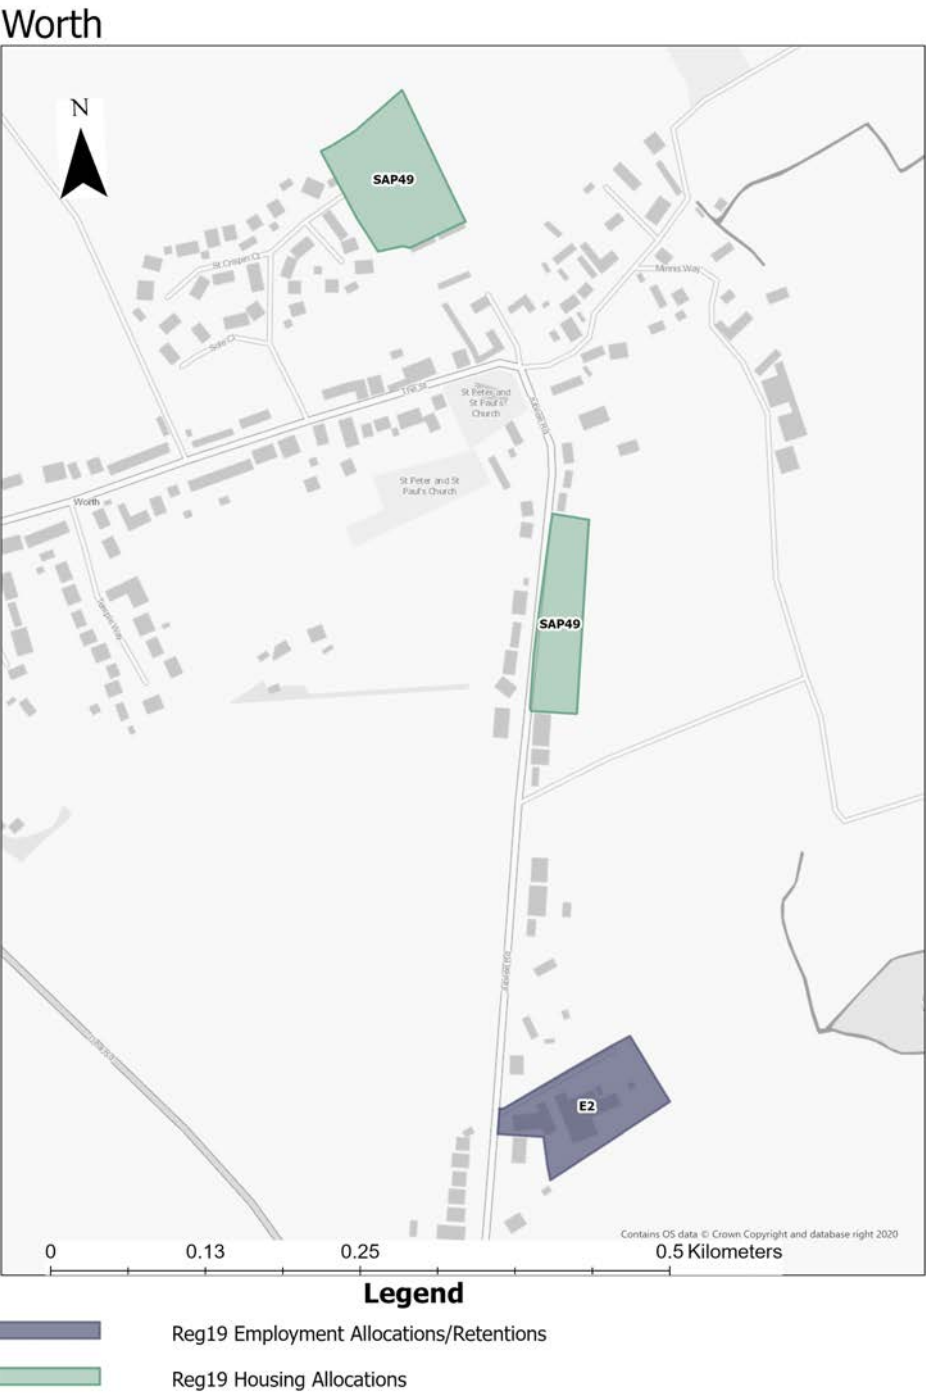 Worth
N
SAP49
St Crispin Cl
Minnis Way
The St
St Peter and
St Paul's
Church
St Peter and St
Paul's Church
Worth
SAP49
E2
Contains OS data © Crown Copyright and database right 2020
0 0.13 0.25 0.5 Kilometers
Legend
Reg19 Employment Allocations/Retentions
Reg19 Housing Allocations